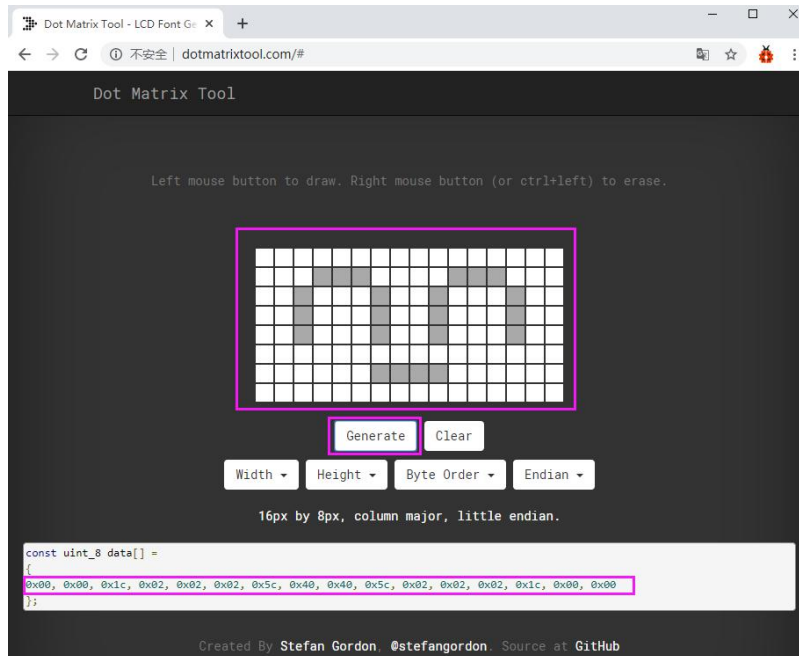 Dot Matrix Tool - LCD Font Ge
不安全 | dotmatrixtool.com/#
Dot Matrix Tool
Left mouse button to draw. Right mouse button (or ctrl+left) to erase.
Generate Clear
Width Height Byte Order Endian
16px by 8px, column major, little endian.
const uint_8 data[] =
{
0x00, 0x00, 0x1c, 0x02, 0x02, 0x02, 0x5c, 0x40, 0x40, 0x5c, 0x02, 0x02, 0x02, 0x1c, 0x00, 0x00
};
Created By Stefan Gordon, @stefangordon. Source at GitHub